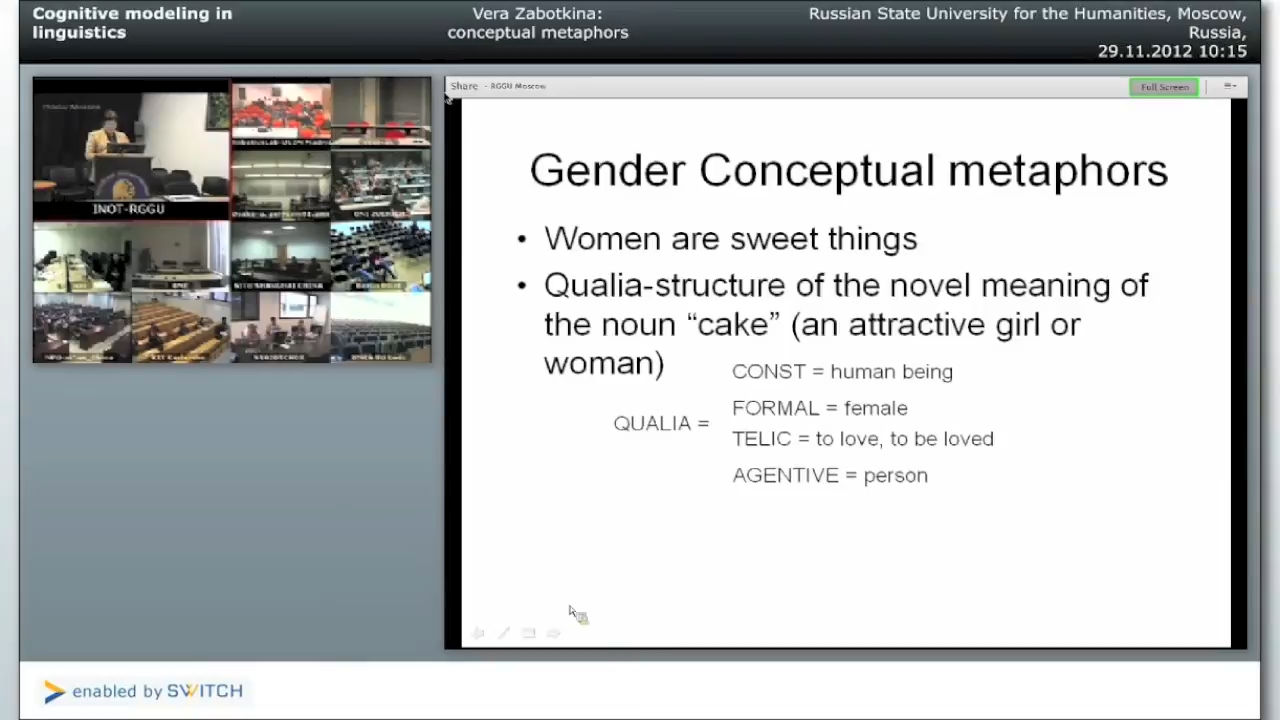 Cognitive modeling in
linguistics
Vera Zabotkina:
conceptual metaphors
Russian State University for the Humanities, Moscow,
Russia,
29.11.2012 10:15
INOT-RGGU
Share - RGGU Moscow
Full Screen
Gender Conceptual metaphors
• Women are sweet things
• Qualia-structure of the novel meaning of
the noun “cake” (an attractive girl or
woman)
QUALIA =
CONST = human being
FORMAL = female
TELIC = to love, to be loved
AGENTIVE = person
enabled by SWITCH